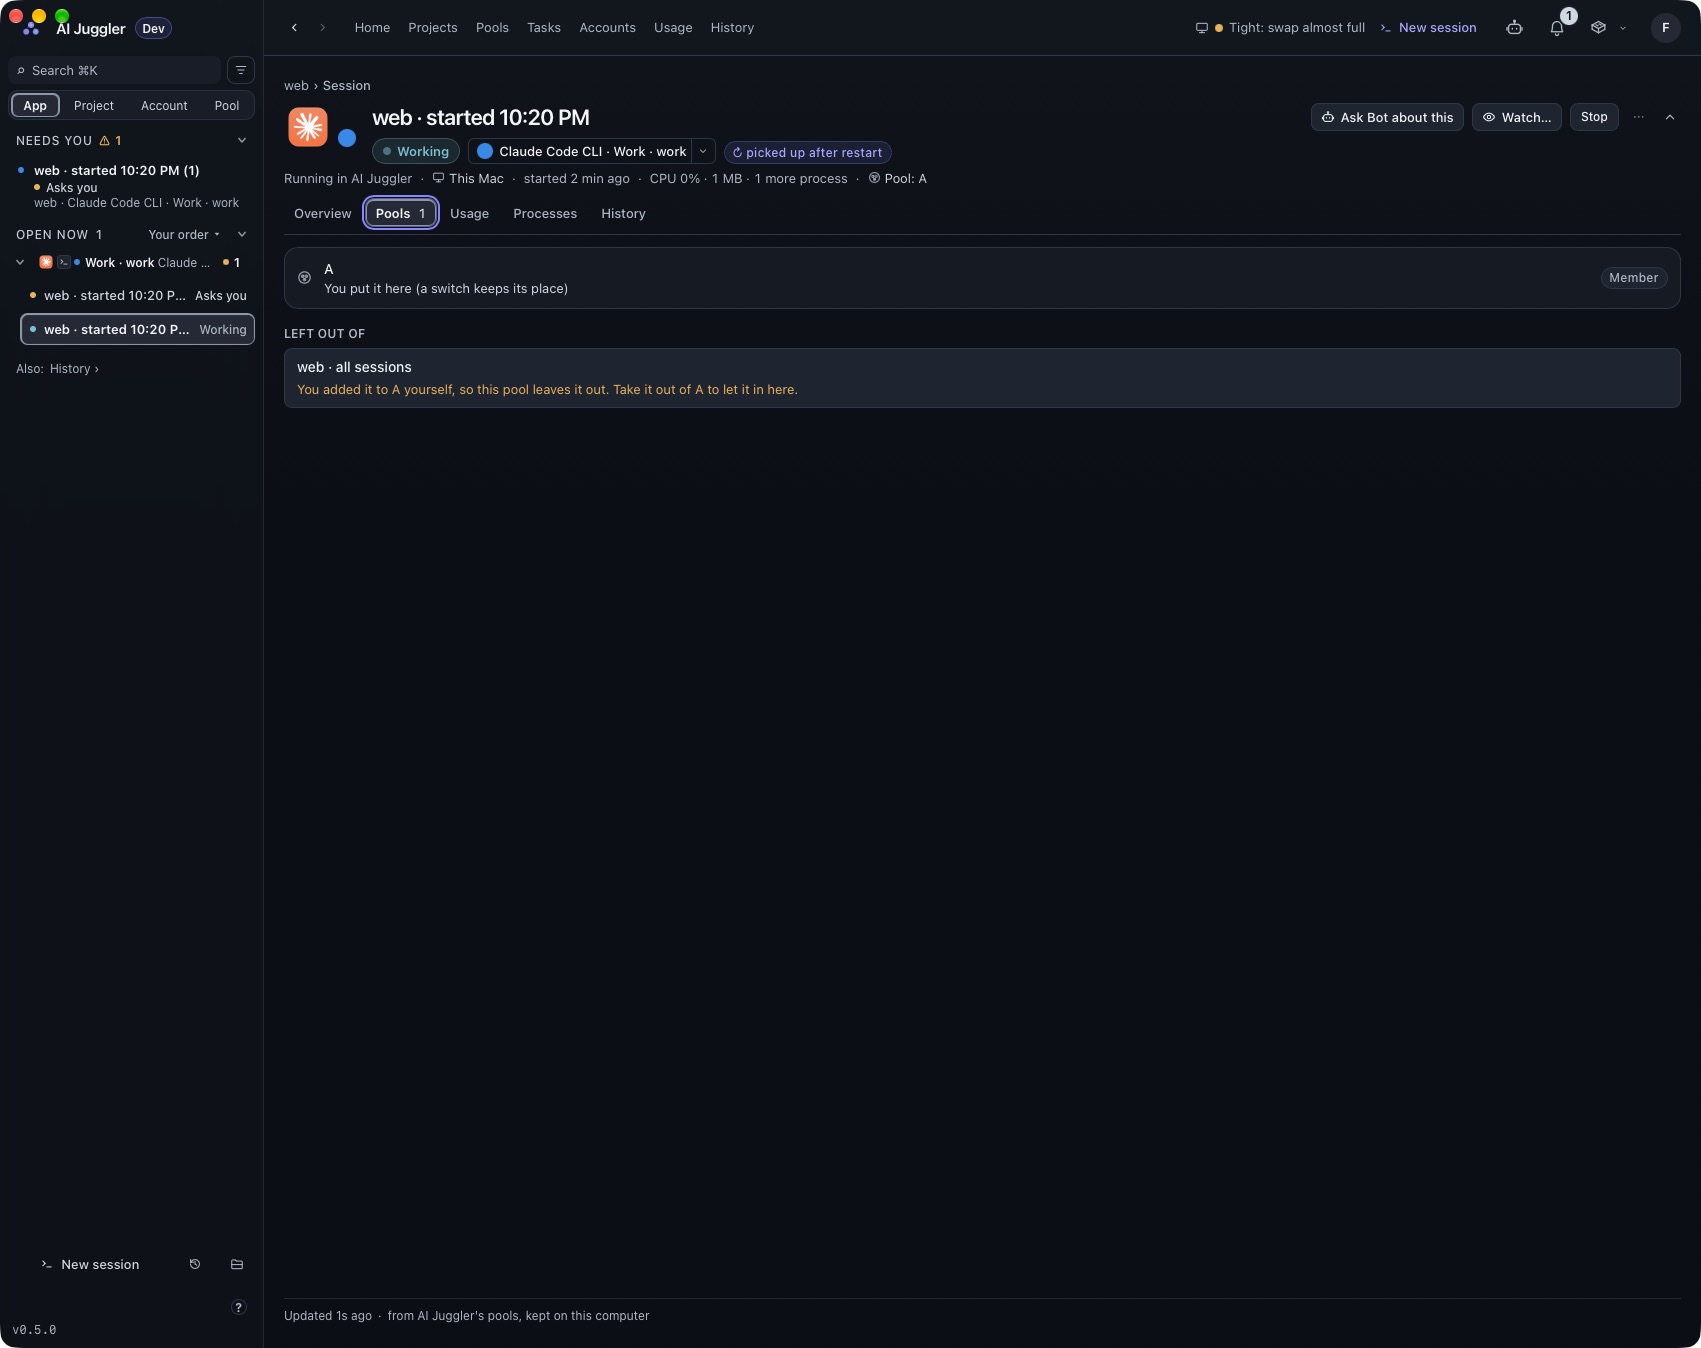 AI Juggler Dev
Search ⌘K
App Project Account Pool
NEEDS YOU 1
web · started 10:20 PM (1)
Asks you
web · Claude Code CLI · Work · work
OPEN NOW 1 Your order
Work · work Claude ... 1
web · started 10:20 P... Asks you
web · started 10:20 P... Working
Also: History ›
New session
?
v0.5.0
Home Projects Pools Tasks Accounts Usage History
Tight: swap almost full
New session
1
F
web › Session
web · started 10:20 PM
Ask Bot about this Watch... Stop ...
Working Claude Code CLI · Work · work picked up after restart
Running in AI Juggler · This Mac · started 2 min ago · CPU 0% · 1 MB · 1 more process · Pool: A
Overview Pools 1 Usage Processes History
A
You put it here (a switch keeps its place)
Member
LEFT OUT OF
web · all sessions
You added it to A yourself, so this pool leaves it out. Take it out of A to let it in here.
Updated 1s ago · from AI Juggler's pools, kept on this computer